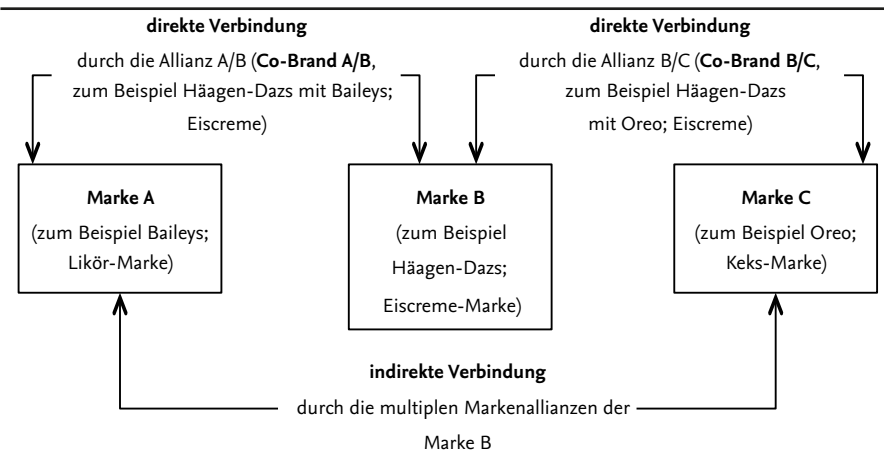 direkte Verbindung
durch die Allianz A/B (Co-Brand A/B,
zum Beispiel Häagen-Dazs mit Baileys;
Eiscreme)
direkte Verbindung
durch die Allianz B/C (Co-Brand B/C,
zum Beispiel Häagen-Dazs
mit Oreo; Eiscreme)
Marke A
(zum Beispiel Baileys;
Likör-Marke)
Marke B
(zum Beispiel
Häagen-Dazs;
Eiscreme-Marke)
Marke C
(zum Beispiel Oreo;
Keks-Marke)
indirekte Verbindung
durch die multiplen Markenallianzen der
Marke B